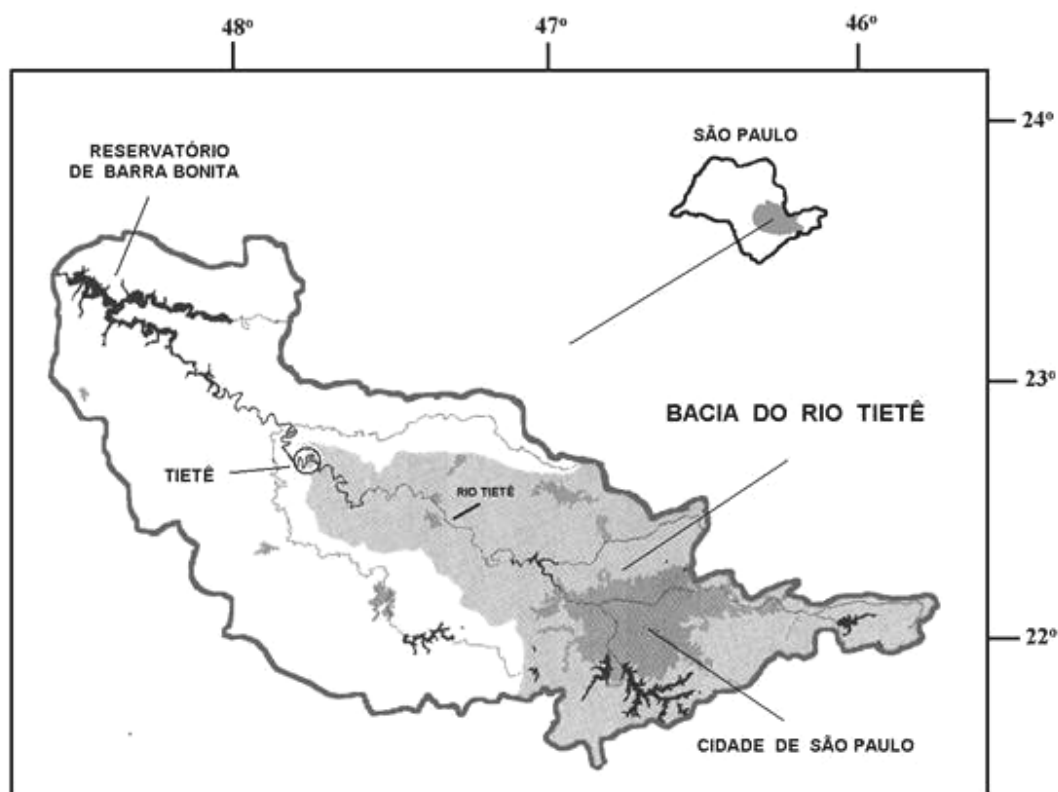 48º
47º
46º
24º
SÃO PAULO
RESERVATÓRIO
DE BARRA BONITA
23º
BACIA DO RIO TIETÊ
TIETÊ
RIO TIETÊ
22º
CIDADE DE SÃO PAULO